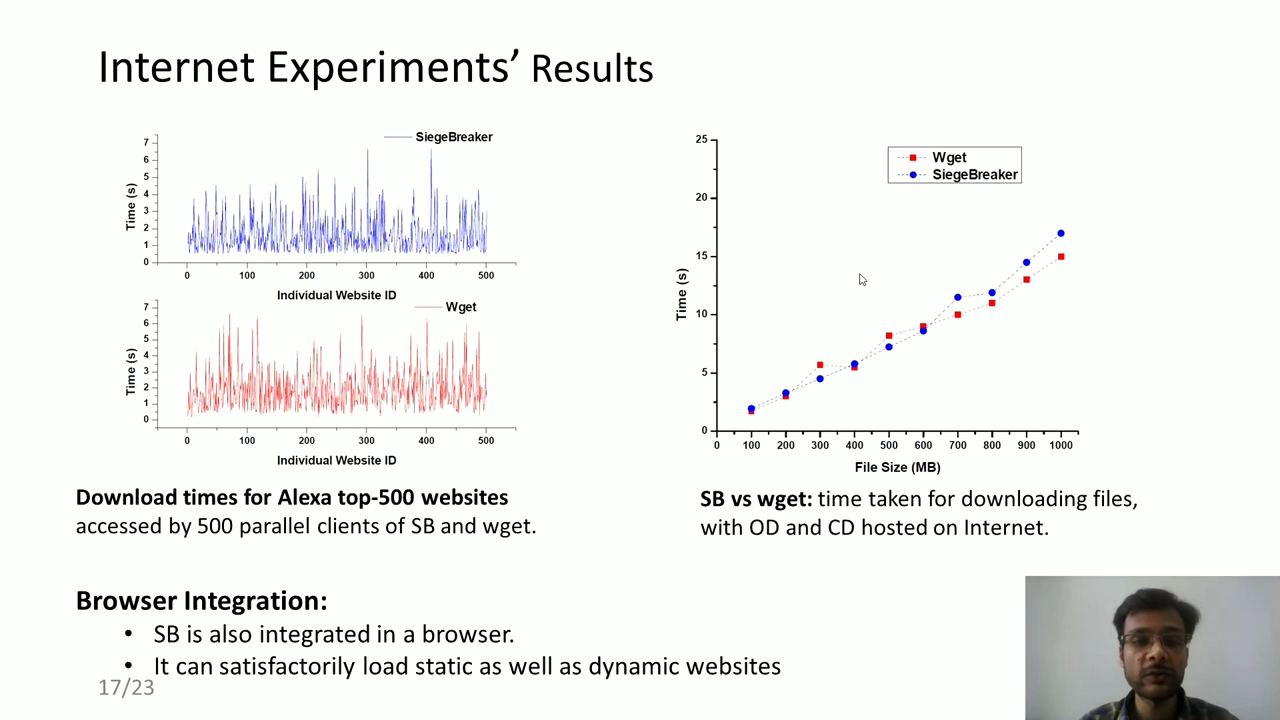 Internet Experiments’ Results
SiegeBreaker
7
6
5
4
3
2
1
0
Time (s)
0 100 200 300 400 500
Individual Website ID
Wget
7
6
5
4
3
2
1
0
Time (s)
0 100 200 300 400 500
Individual Website ID
Download times for Alexa top-500 websites
accessed by 500 parallel clients of SB and wget.
25
20
15
10
5
0
Time (s)
Wget
SiegeBreaker
0 100 200 300 400 500 600 700 800 900 1000
File Size (MB)
SB vs wget: time taken for downloading files,
with OD and CD hosted on Internet.
Browser Integration:
• SB is also integrated in a browser.
• It can satisfactorily load static as well as dynamic websites
17/23